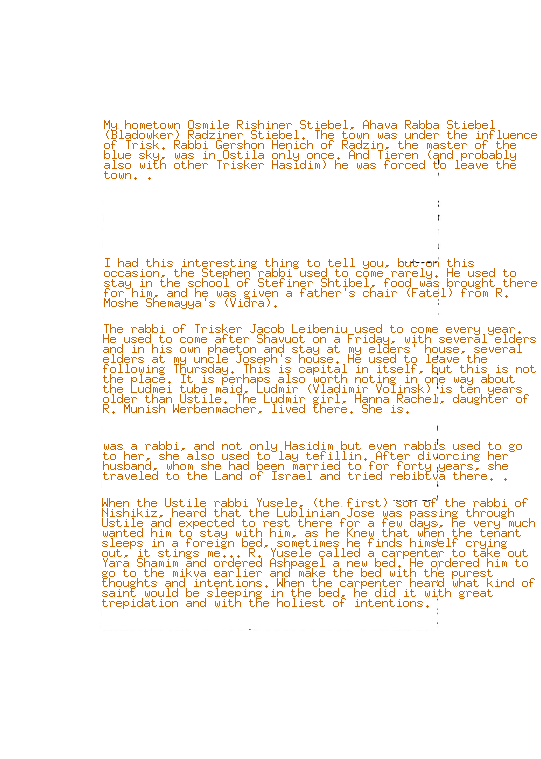 My hometown Osmile Rishiner Stiebel, Ahava Rabba Stiebel
(Bladowker) Radziner Stiebel. The town was under the influence
of Trisk. Rabbi Gershon Henich of Radzin, the master of the
blue sky, was in Ostila only once. And Tieren (and probably
also with other Trisker Hasidim) he was forced to leave the
town. .
I had this interesting thing to tell you, but on this
occasion, the Stephen rabbi used to come rarely. He used to
stay in the school of Stefiner Shtibel, food was brought there
for him, and he was given a father's chair (Fatel) from R.
Moshe Shemayya's (Vidra).
The rabbi of Trisker Jacob Leibeniu used to come every year.
He used to come after Shavuot on a Friday, with several elders
and in his own phaeton and stay at my elders' house, several
elders at my uncle Joseph's house. He used to leave the
following Thursday. This is capital in itself, but this is not
the place. It is perhaps also worth noting in one way about
the Ludmei tube maid, Ludmir (Vladimir Volinsk) is ten years
older than Ustile. The Ludmir girl, Hanna Rachel, daughter of
R. Munish Werbenmacher, lived there. She is.
was a rabbi, and not only Hasidim but even rabbis used to go
to her, she also used to lay tefillin. After divorcing her
husband, whom she had been married to for forty years, she
traveled to the Land of Israel and tried rebibtva there. .
When the Ustile rabbi Yusele, (the first) son of the rabbi of
Nishikiz, heard that the Lublinian Jose was passing through
Ustile and expected to rest there for a few days, he very much
wanted him to stay with him, as he Knew that when the tenant
sleeps in a foreign bed, sometimes he finds himself crying
out, it stings me... R. Yusele called a carpenter to take out
Yara Shamim and ordered Ashpagel a new bed. He ordered him to
go to the mikva earlier and make the bed with the purest
thoughts and intentions. When the carpenter heard what kind of
saint would be sleeping in the bed, he did it with great
trepidation and with the holiest of intentions.